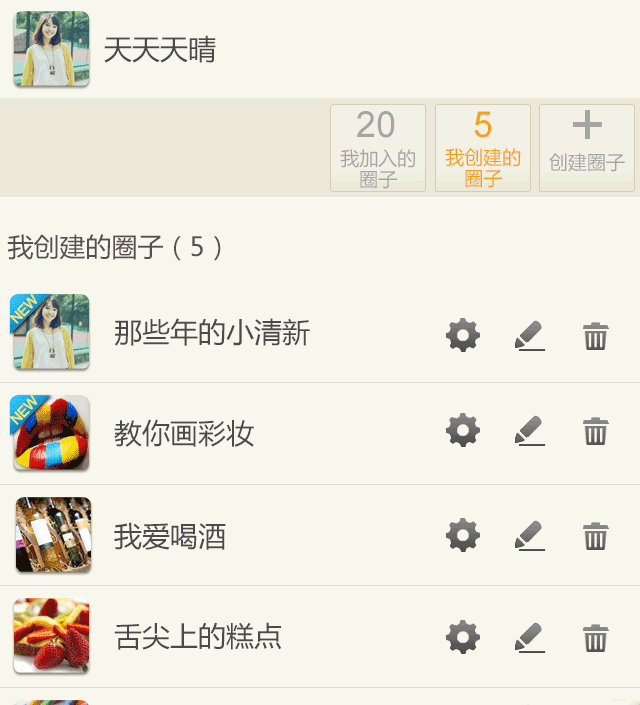 天天天晴
20
我加入的
圈子
5
我创建的
圈子
创建圈子
我创建的圈子（5）
NEW
那些年的小清新
NEW
教你画彩妆
我爱喝酒
舌尖上的糕点